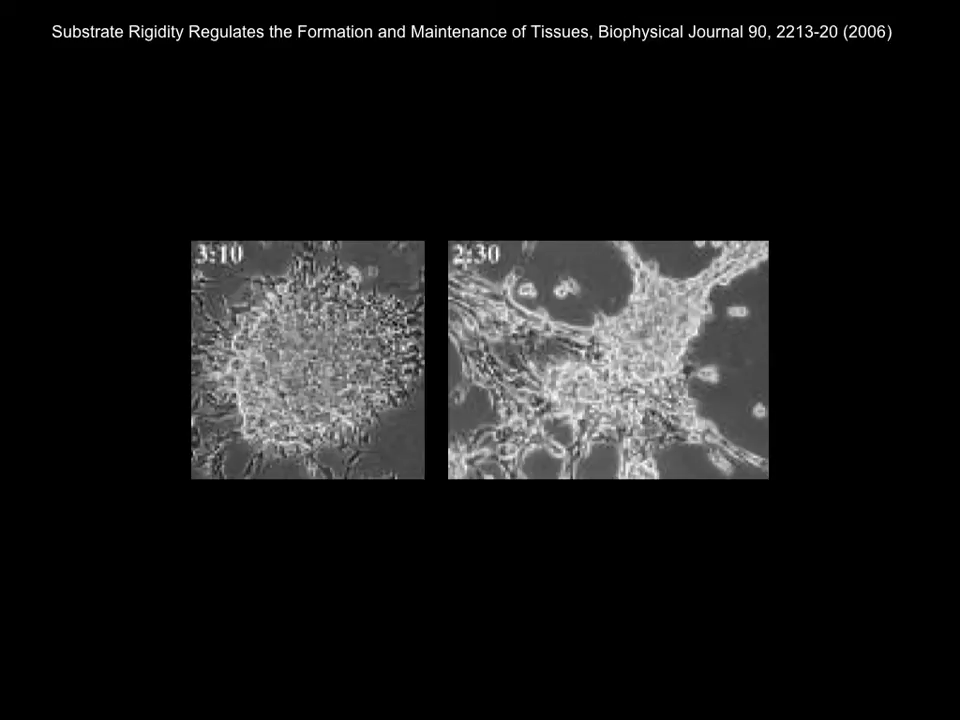 Substrate Rigidity Regulates the Formation and Maintenance of Tissues, Biophysical Journal 90, 2213-20 (2006)
3:10
2:30